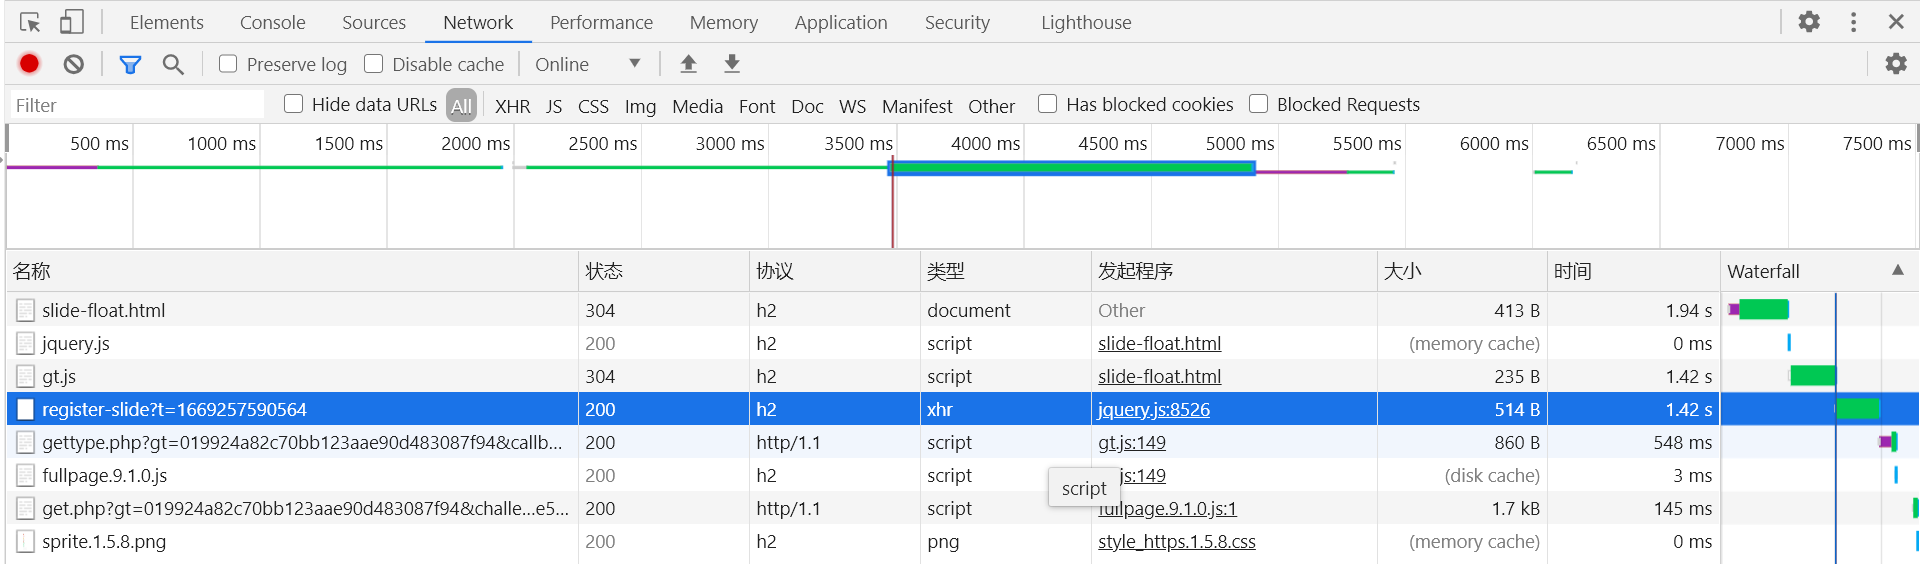 Elements Console Sources Network Performance Memory Application Security Lighthouse
Preserve log Disable cache Online
Filter Hide data URLs All XHR JS CSS Img Media Font Doc WS Manifest Other Has blocked cookies Blocked Requests
500 ms 1000 ms 1500 ms 2000 ms 2500 ms 3000 ms 3500 ms 4000 ms 4500 ms 5000 ms 5500 ms 6000 ms 6500 ms 7000 ms 7500 ms
名称 状态 协议 类型 发起程序 大小 时间 Waterfall
slide-float.html 304 h2 document Other 413 B 1.94 s
jquery.js 200 h2 script slide-float.html (memory cache) 0 ms
gt.js 304 h2 script slide-float.html 235 B 1.42 s
register-slide?t=1669257590564 200 h2 xhr jquery.js:8526 514 B 1.42 s
gettype.php?gt=019924a82c70bb123aae90d483087f94&callb... 200 http/1.1 script gt.js:149 860 B 548 ms
fullpage.9.1.0.js 200 h2 script js:149 (disk cache) 3 ms
script
get.php?gt=019924a82c70bb123aae90d483087f94&challe...e5... 200 http/1.1 script fullpage.9.1.0.js:1 1.7 kB 145 ms
sprite.1.5.8.png 200 h2 png style_https.1.5.8.css (memory cache) 0 ms